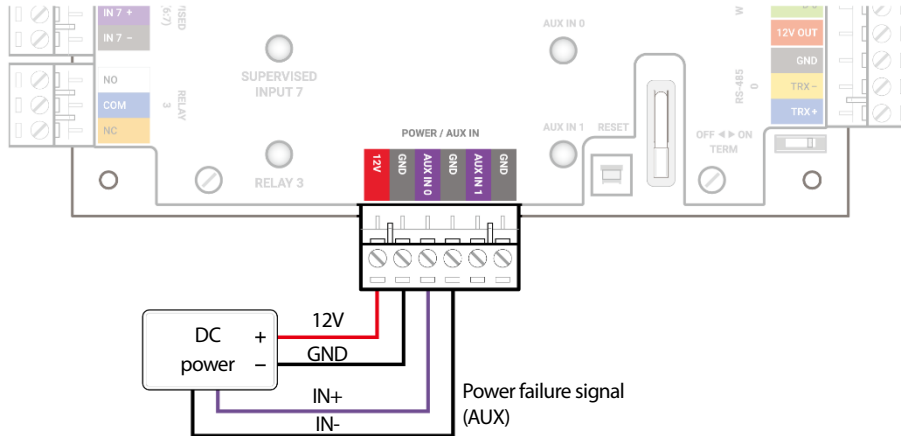 IN 7 +
IN 7 –
(6/7)
NO
COM
NC
RELAY
3
SUPERVISED
INPUT 7
RELAY 3
AUX IN 0
AUX IN 1
RESET
POWER / AUX IN
12V
GND
AUX IN 0
GND
AUX IN 1
GND
OFF ◄ ► ON
TERM
12V OUT
GND
TRX –
TRX +
RS-485
0
DC
power
+
–
12V
GND
IN+
IN-
Power failure signal
(AUX)